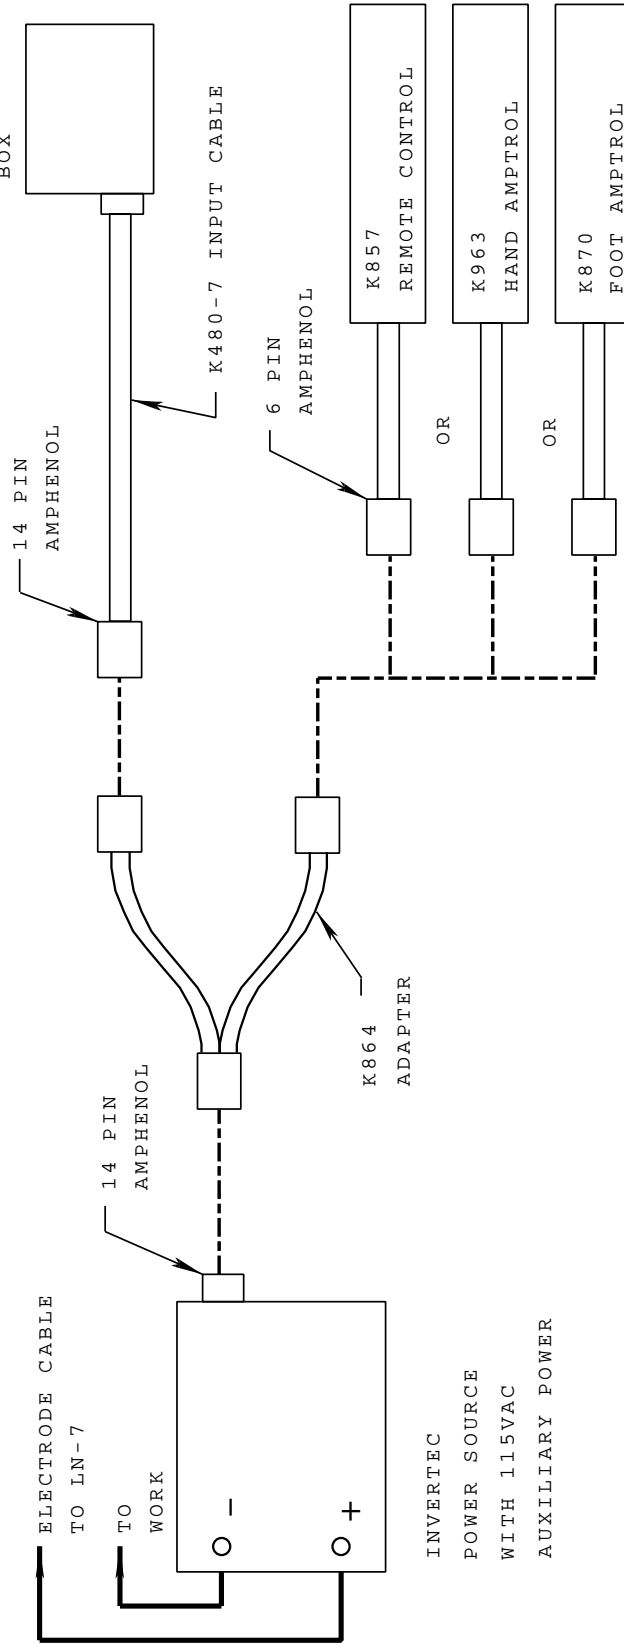 BOX
K480-7 INPUT CABLE
14 PIN
AMPHENOL
6 PIN
AMPHENOL
K857
REMOTE CONTROL
OR
K963
HAND AMPTROL
OR
K870
FOOT AMPTROL
K864
ADAPTER
14 PIN
AMPHENOL
ELECTRODE CABLE
TO LN-7
TO
WORK
-
+
INVERTEC
POWER SOURCE
WITH 115VAC
AUXILIARY POWER